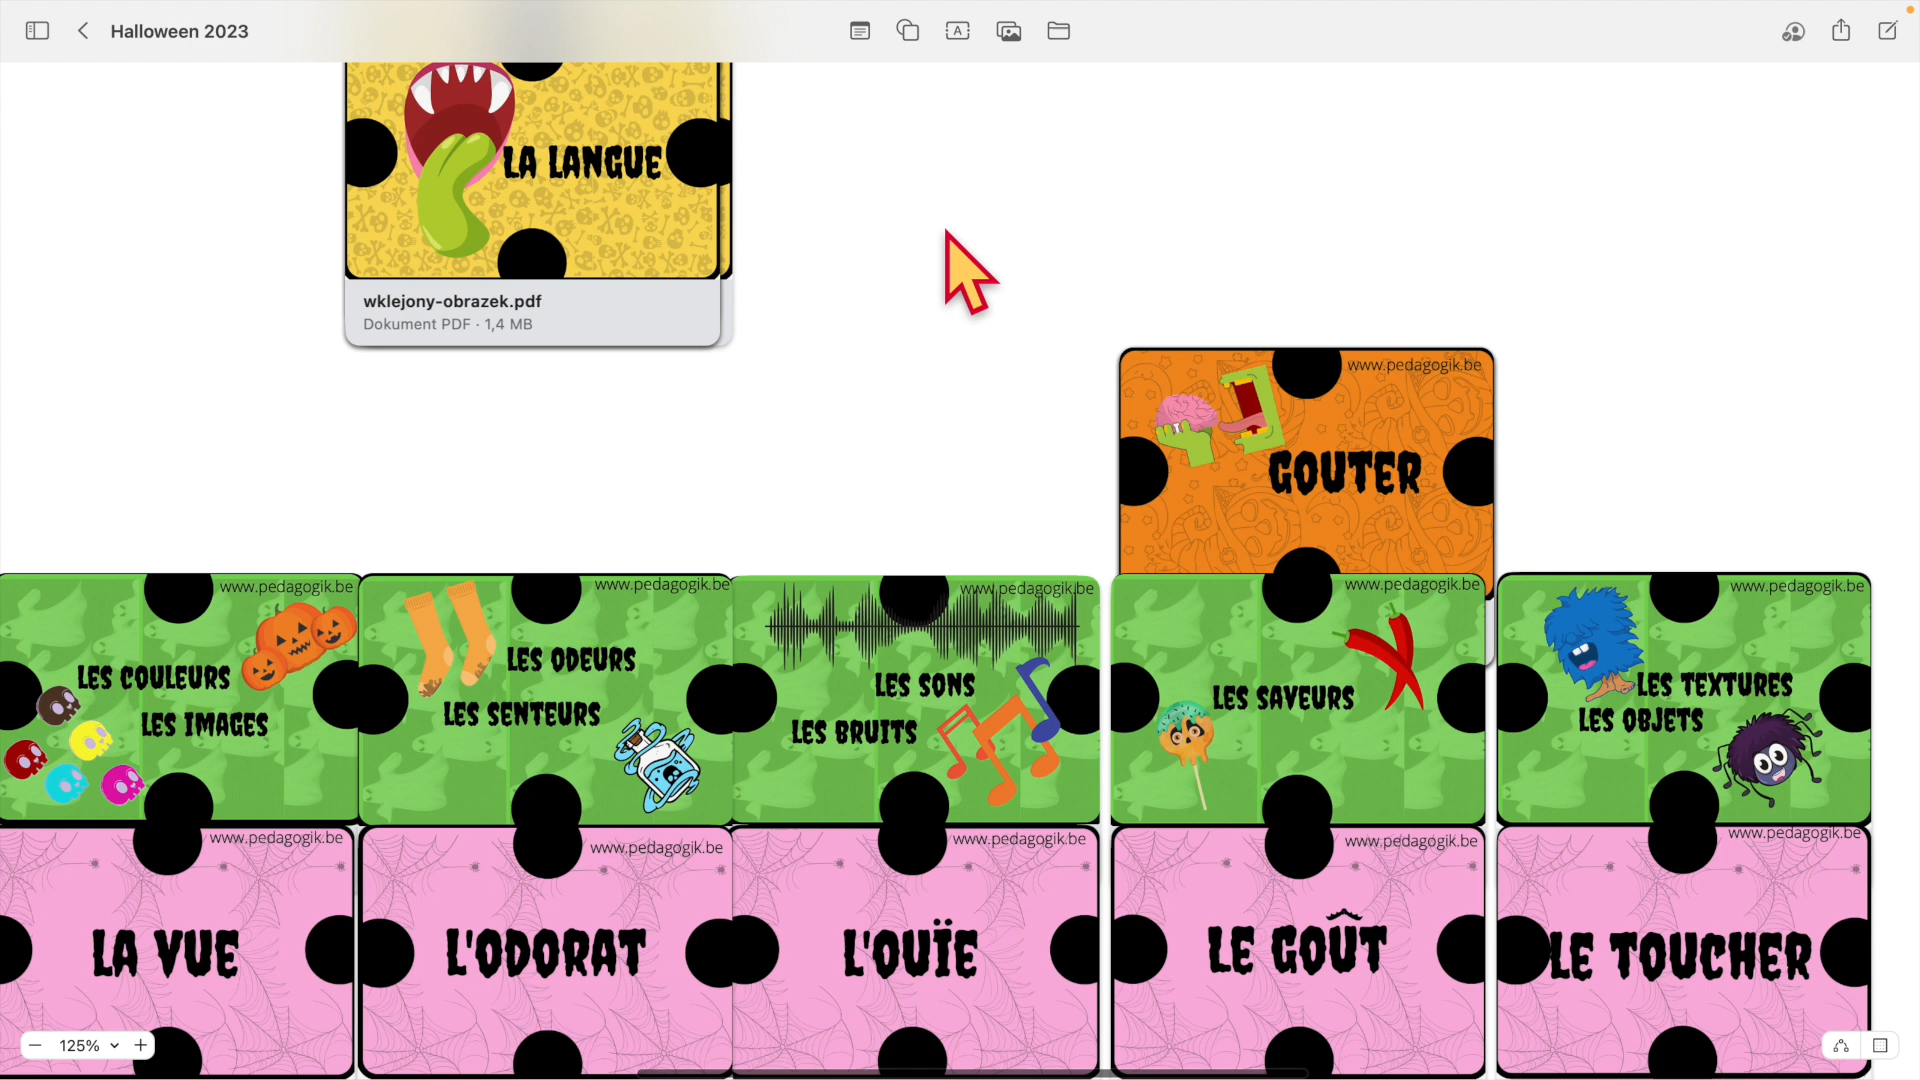 Halloween 2023
LA LANGUE
wklejony-obrazek.pdf
Dokument PDF · 1,4 MB
www.pedagogik.be
GOUTER
www.pedagogik.be
LES COULEURS
LES IMAGES
www.pedagogik.be
LES ODEURS
LES SENTEURS
www.pedagogik.be
LES SONS
LES BRUITS
www.pedagogik.be
LES SAVEURS
www.pedagogik.be
LES TEXTURES
LES OBJETS
www.pedagogik.be
LA VUE
www.pedagogik.be
L'ODORAT
www.pedagogik.be
L'OUÏE
www.pedagogik.be
LE GOÛT
www.pedagogik.be
LE TOUCHER
125%